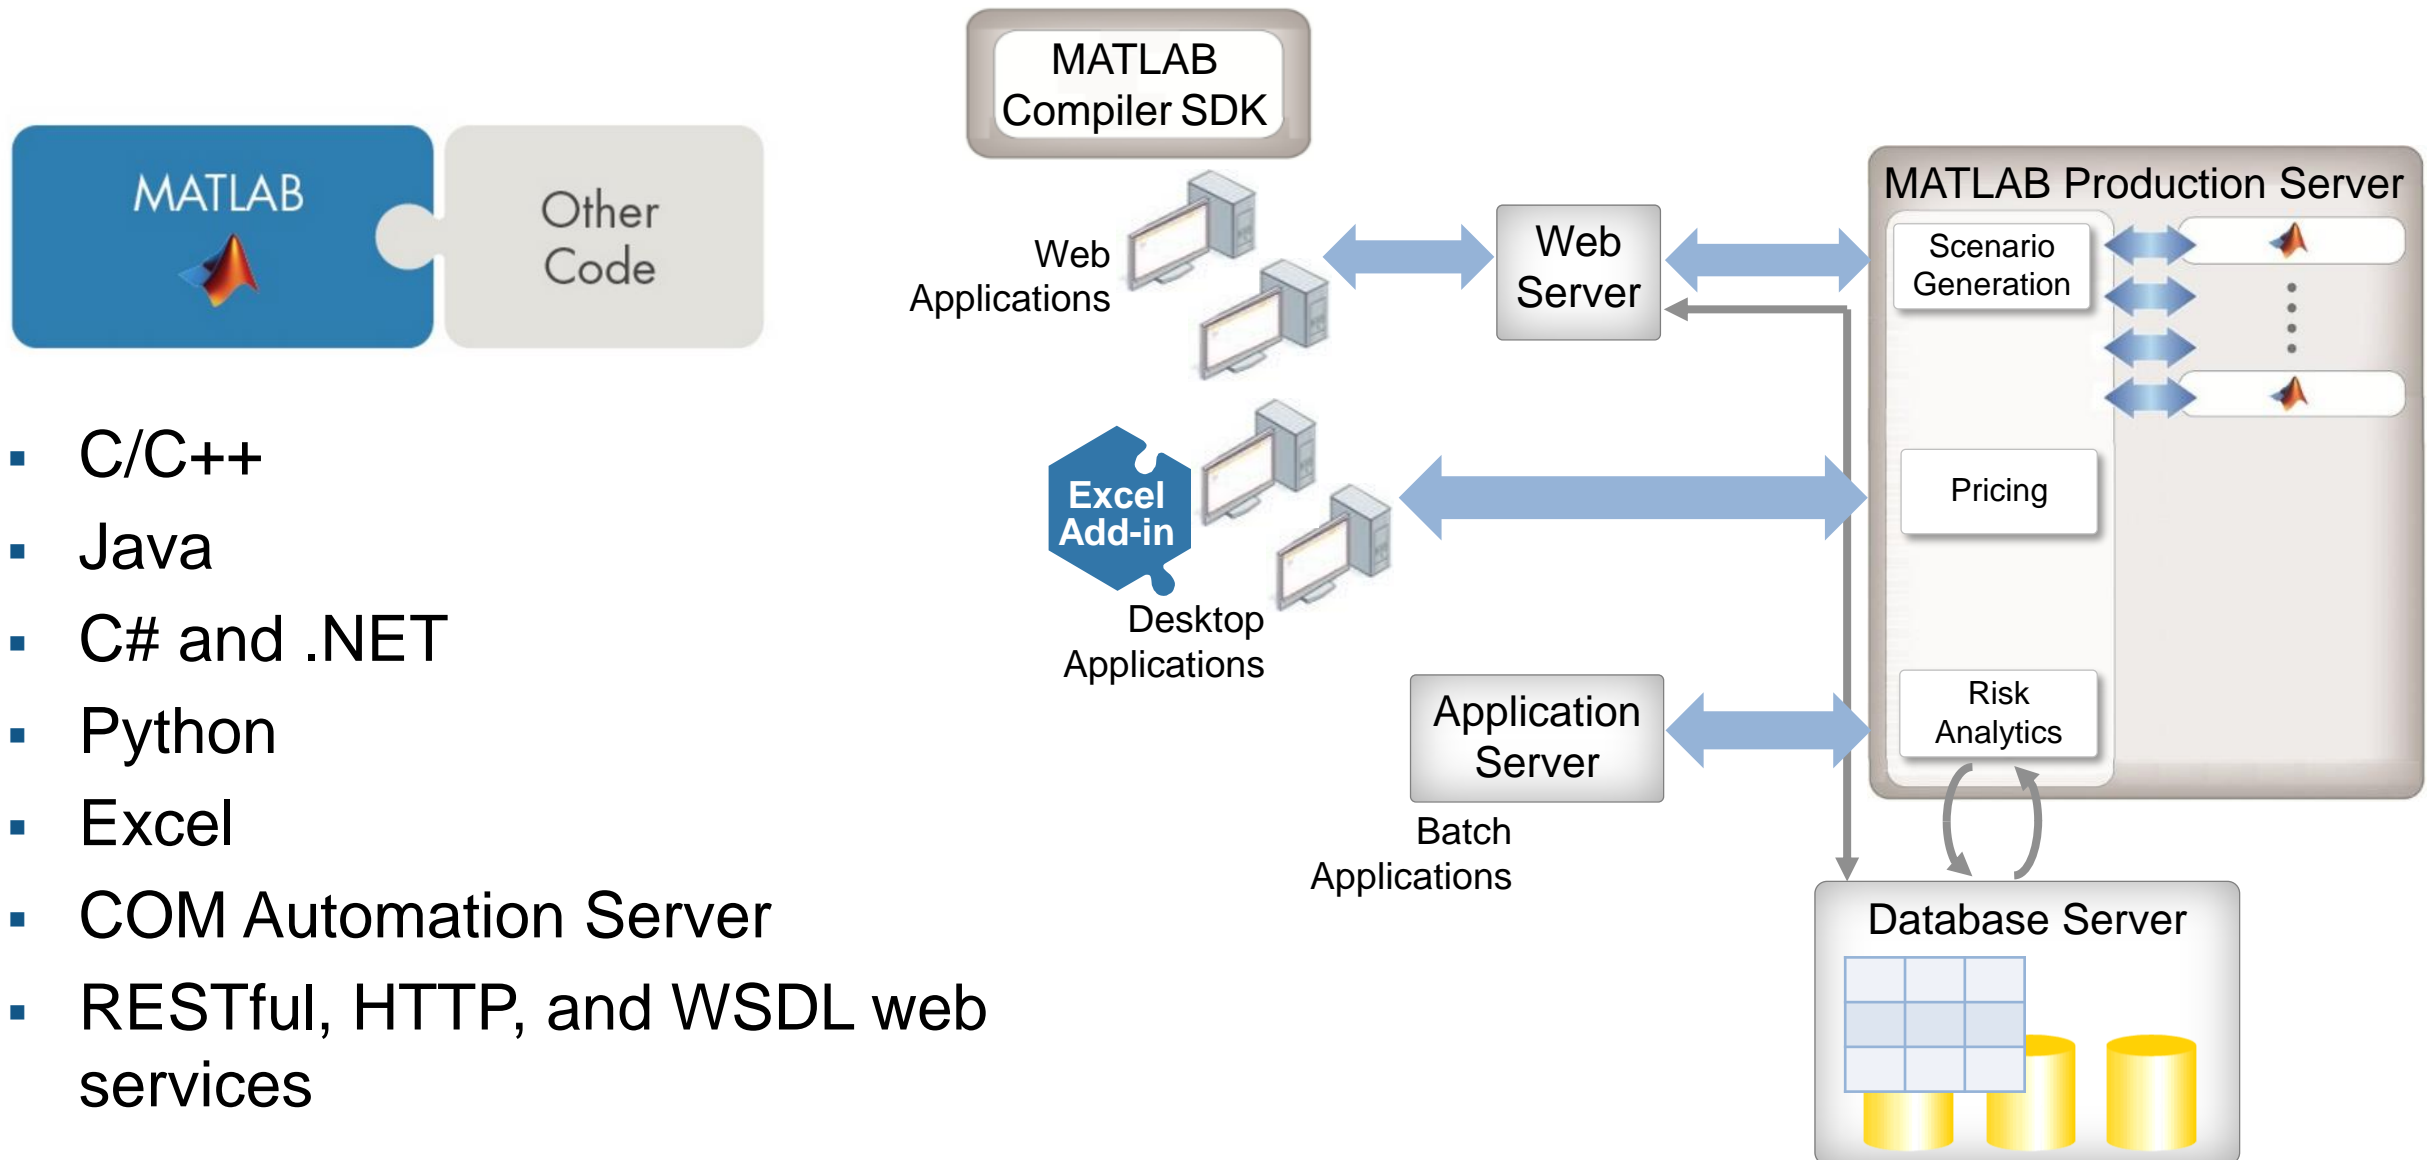 MATLAB
Other
Code
C/C++
Java
C# and .NET
Python
Excel
COM Automation Server
RESTful, HTTP, and WSDL web
services
MATLAB
Compiler SDK
Web
Applications
Web
Server
Excel
Add-in
Desktop
Applications
Application
Server
Batch
Applications
MATLAB Production Server
Scenario
Generation
Pricing
Risk
Analytics
Database Server